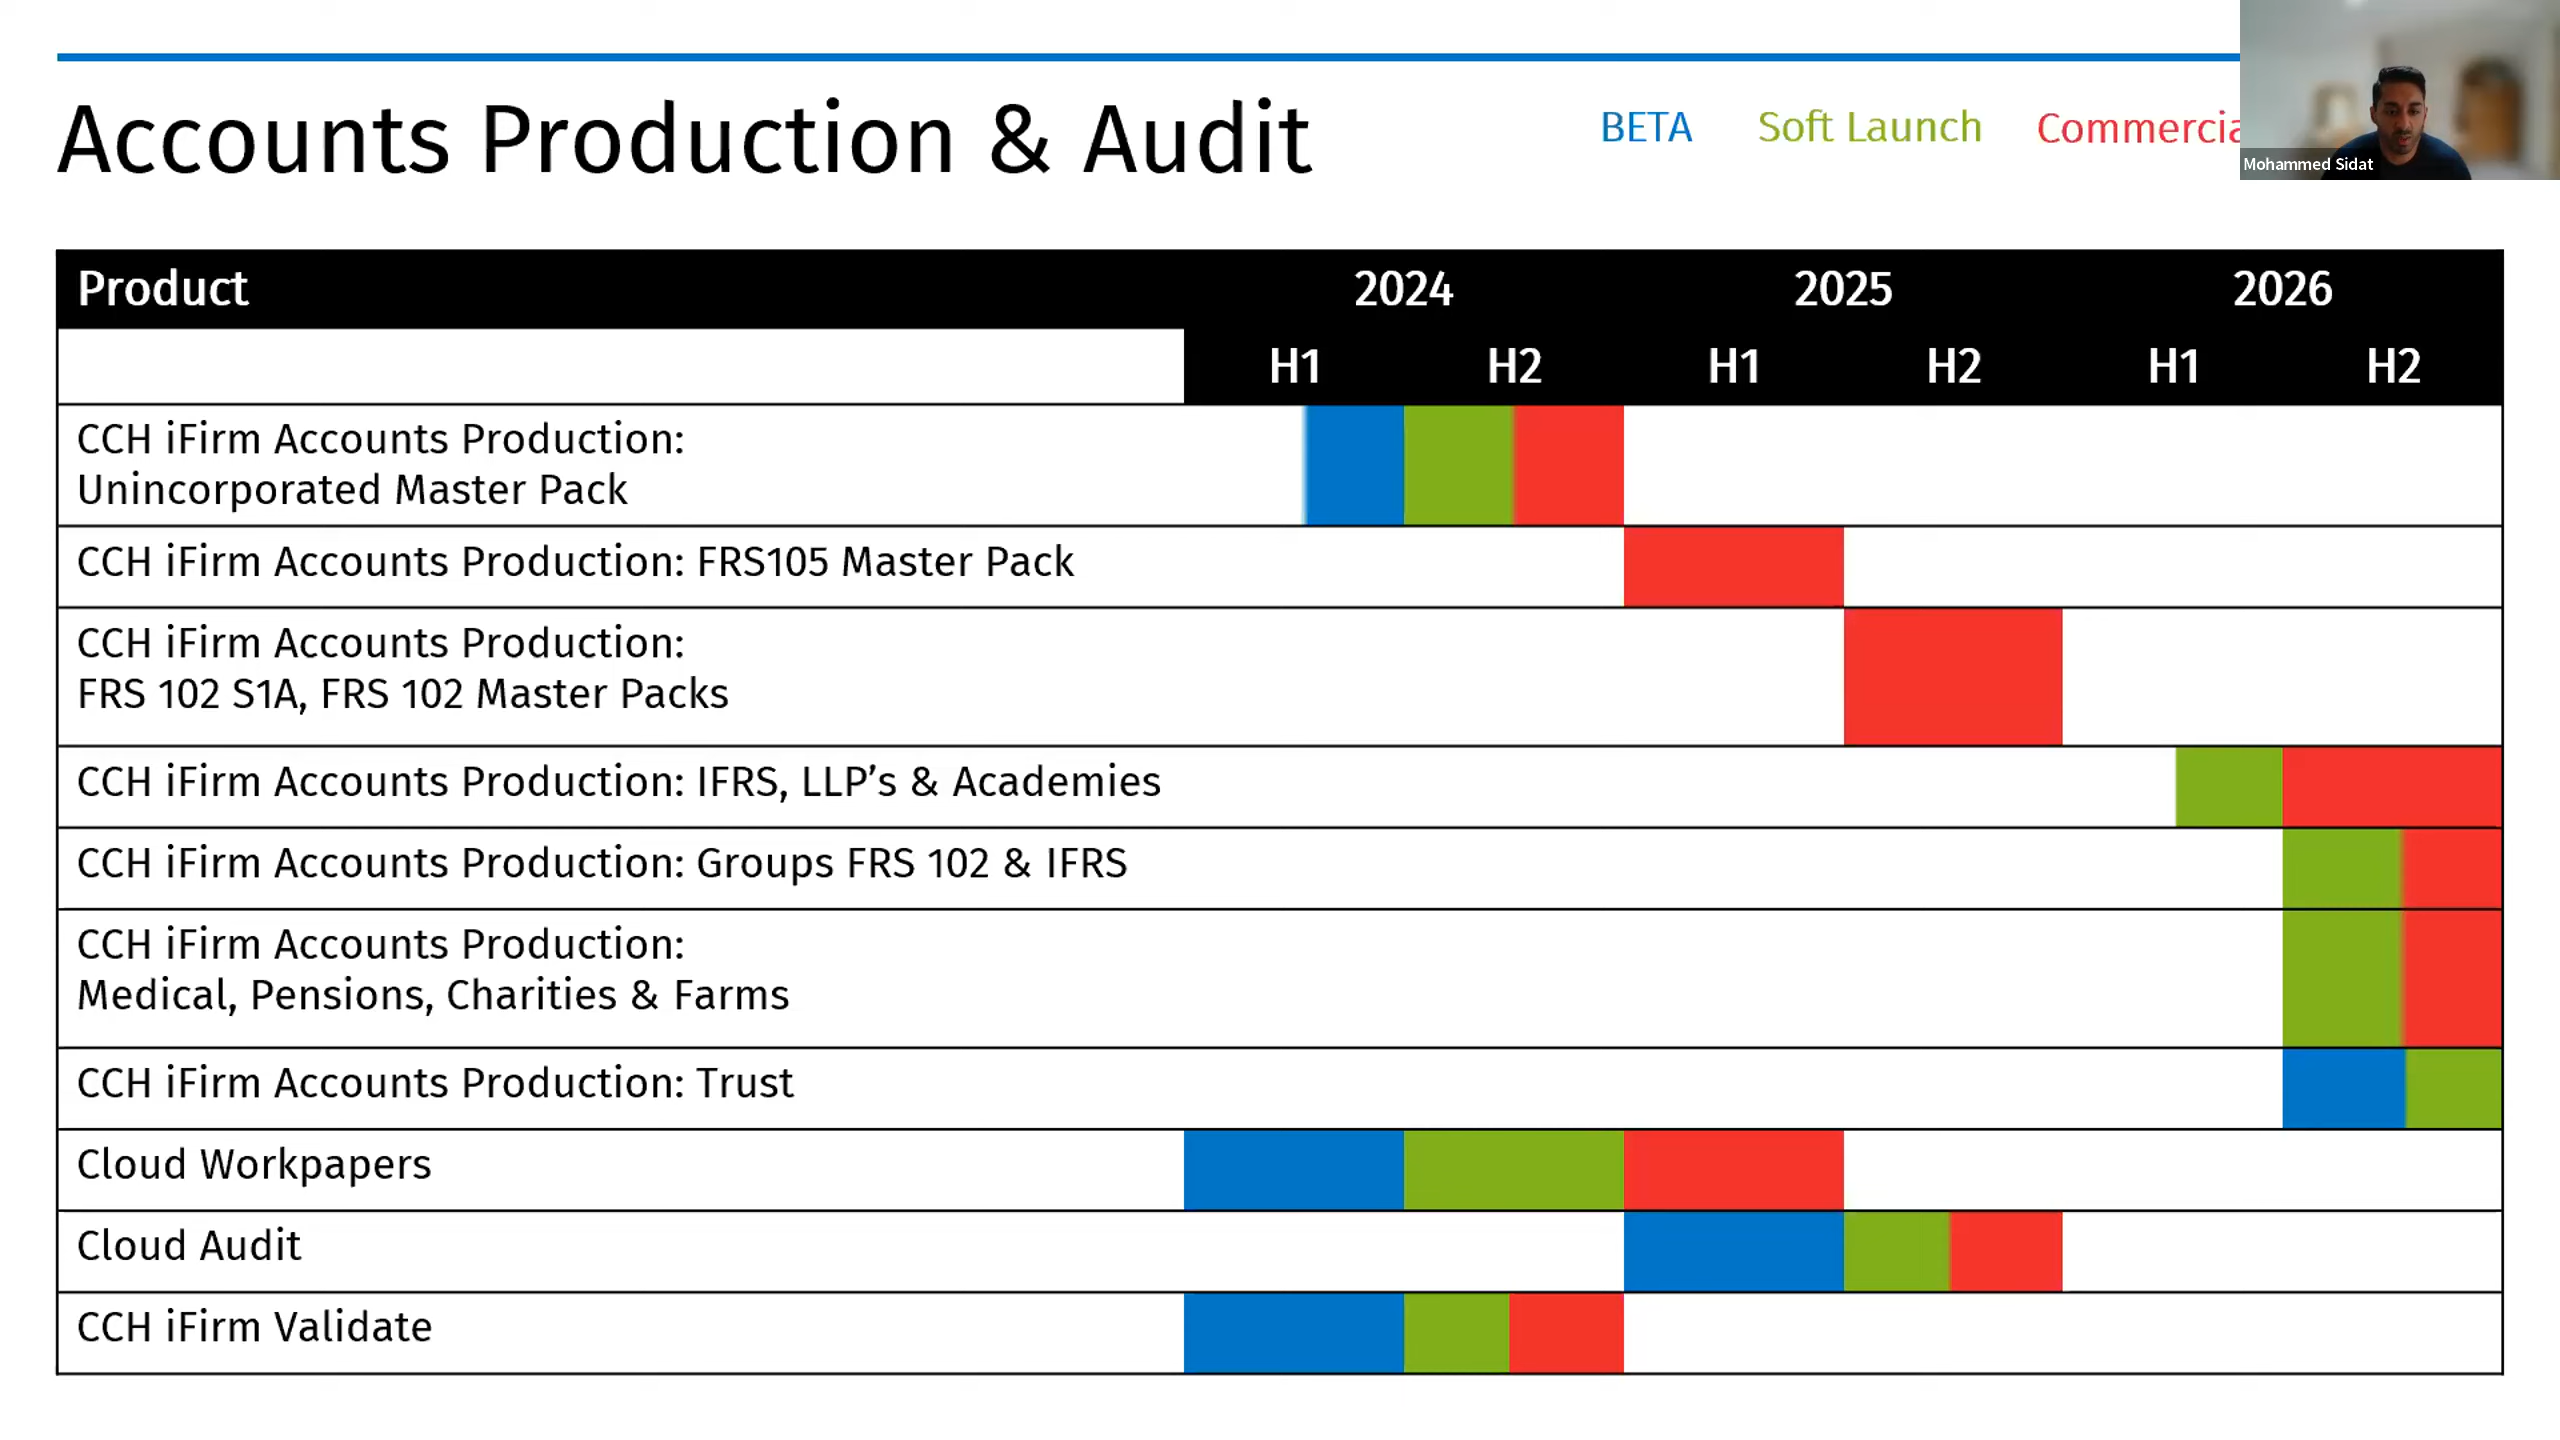 Accounts Production & Audit
BETA Soft Launch
Mohammed Sidat
Product 2024 2025 2026
H1 H2 H1 H2 H1 H2
CCH iFirm Accounts Production:
Unincorporated Master Pack
CCH iFirm Accounts Production: FRS105 Master Pack
CCH iFirm Accounts Production:
FRS 102 S1A, FRS 102 Master Packs
CCH iFirm Accounts Production: IFRS, LLP’s & Academies
CCH iFirm Accounts Production: Groups FRS 102 & IFRS
CCH iFirm Accounts Production:
Medical, Pensions, Charities & Farms
CCH iFirm Accounts Production: Trust
Cloud Workpapers
Cloud Audit
CCH iFirm Validate